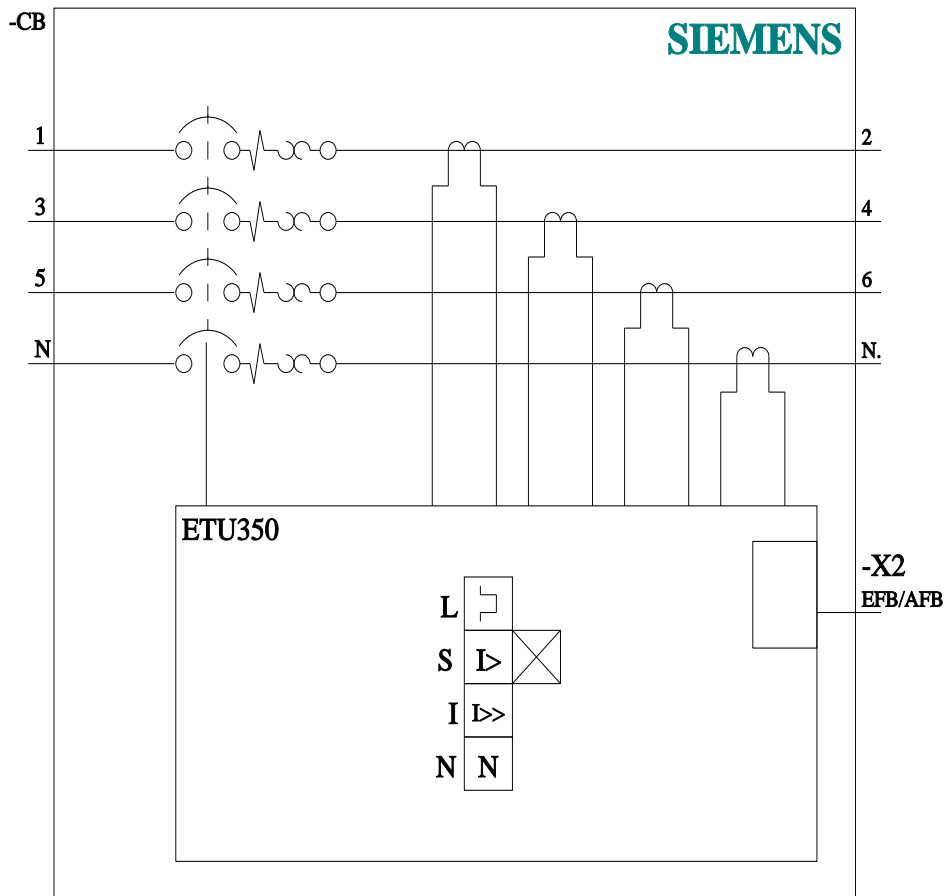 -CB
SIEMENS
1
2
3
4
5
6
N
N.
ETU350
-X2
EFB/AFB
L
S I>
I I>>
N N